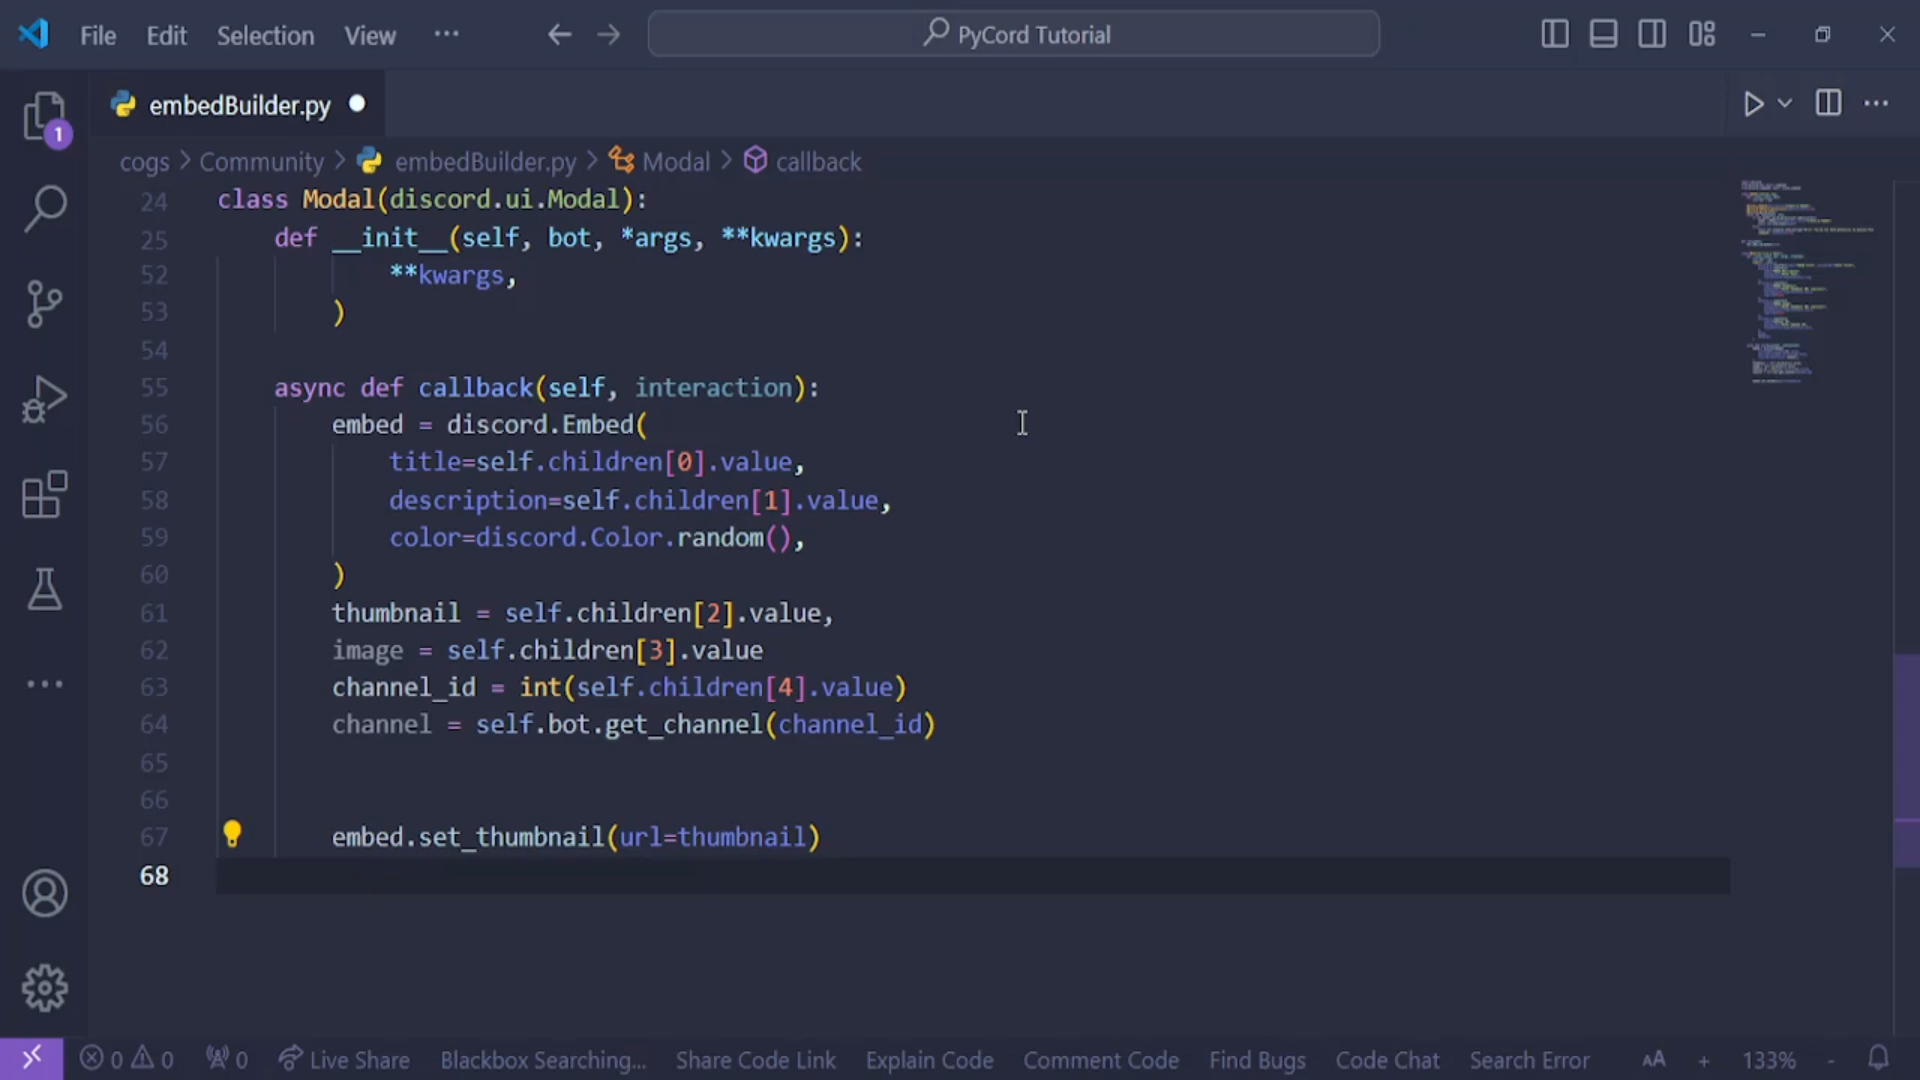 File Edit Selection View ··· PyCord Tutorial
embedBuilder.py
1
cogs > Community > embedBuilder.py > Modal > callback
24 class Modal(discord.ui.Modal):
25 def __init__(self, bot, *args, **kwargs):
52 **kwargs,
53 )
54
55 async def callback(self, interaction):
56 embed = discord.Embed(
57 title=self.children[0].value,
58 description=self.children[1].value,
59 color=discord.Color.random(),
60 )
61 thumbnail = self.children[2].value,
62 image = self.children[3].value
63 channel_id = int(self.children[4].value)
64 channel = self.bot.get_channel(channel_id)
65
66
67 embed.set_thumbnail(url=thumbnail)
68
0 0 0 Live Share Blackbox Searching... Share Code Link Explain Code Comment Code Find Bugs Code Chat Search Error AA + 133% -